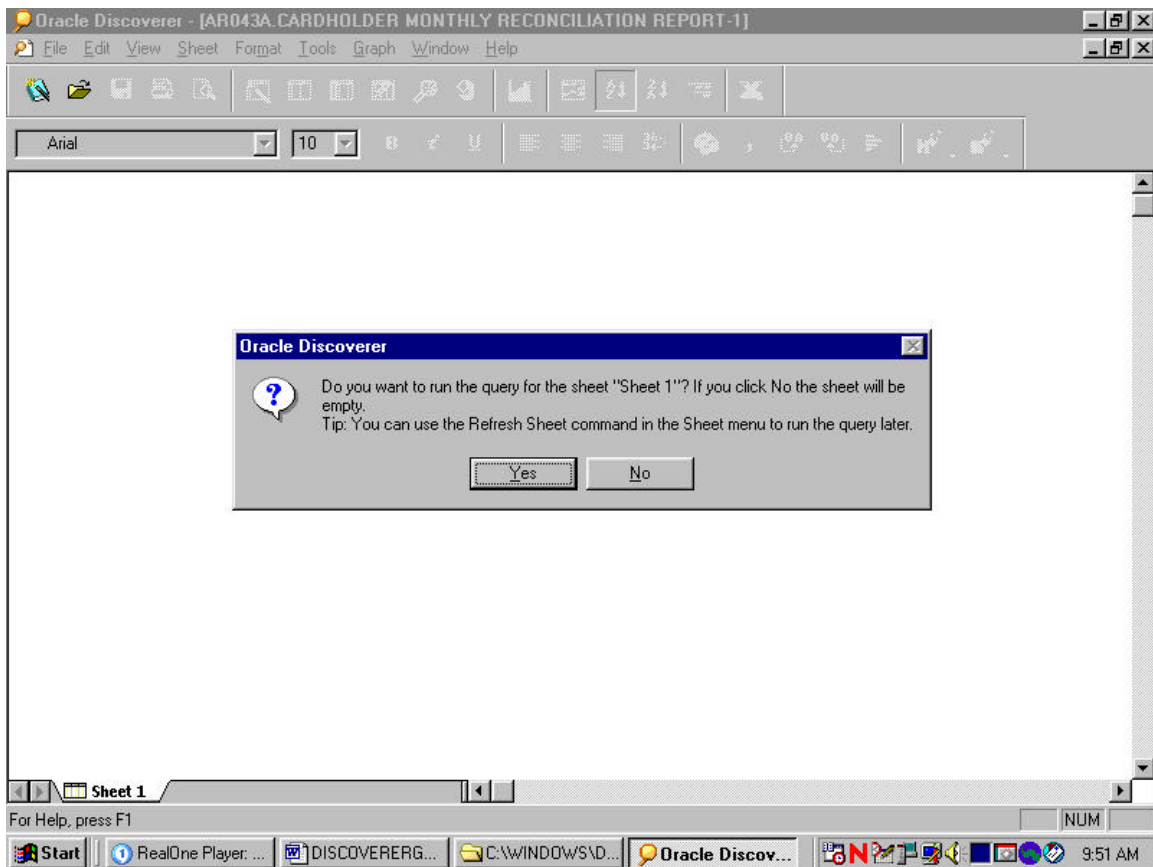 Oracle Discoverer - [AR043A.CARDHOLDER MONTHLY RECONCILIATION REPORT-1]
File Edit View Sheet Format Tools Graph Window Help
Arial 10
Oracle Discoverer
Do you want to run the query for the sheet "Sheet 1"? If you click No the sheet will be
empty.
Tip: You can use the Refresh Sheet command in the Sheet menu to run the query later.
Yes No
Sheet 1
For Help, press F1 NUM
Start RealOne Player: ... DISCOVERERG... C:\WINDOWS\D... Oracle Discov... 9:51 AM